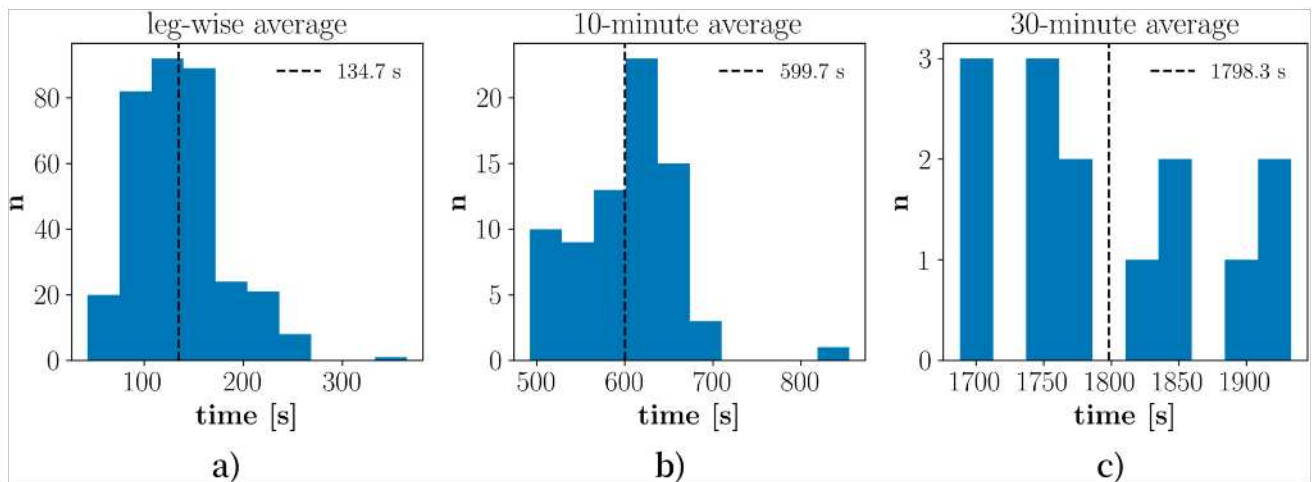 leg-wise average
134.7 s
n
80
60
40
20
0
100 200 300
time [s]
a)
10-minute average
599.7 s
n
20
15
10
5
0
500 600 700 800
time [s]
b)
30-minute average
1798.3 s
n
3
2
1
0
1700 1750 1800 1850 1900
time [s]
c)